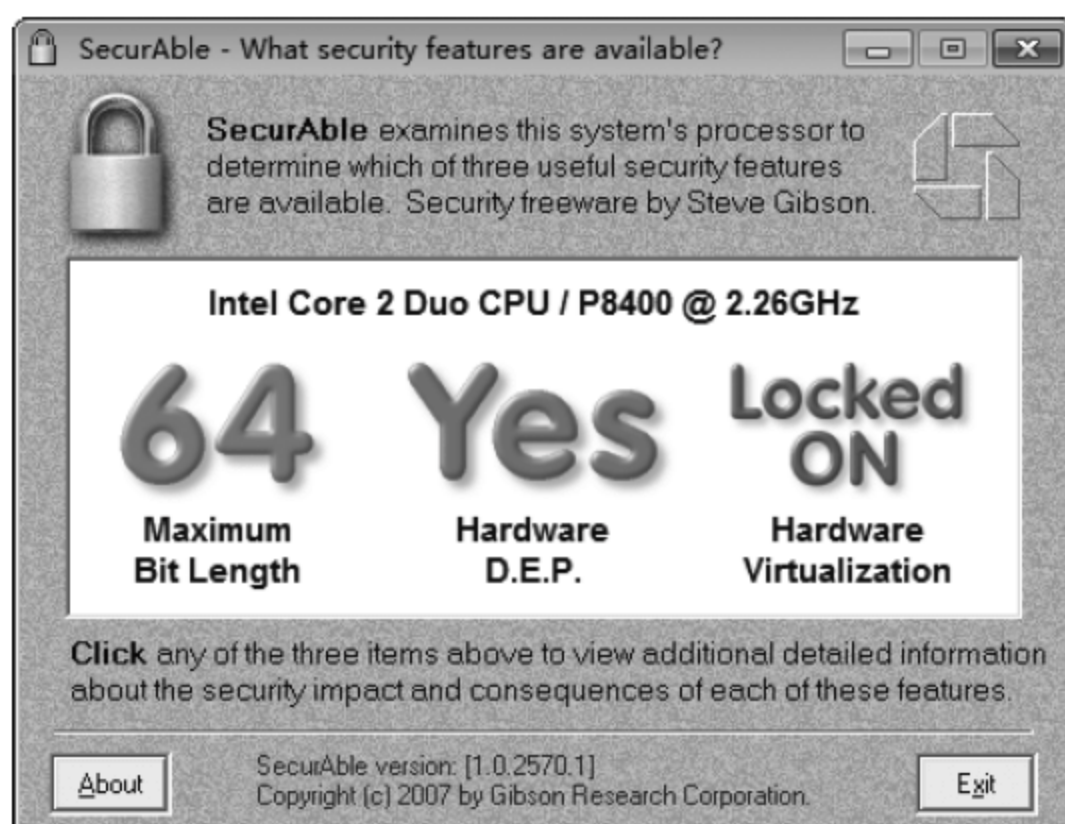 SecurAble - What security features are available?
SecurAble examines this system's processor to
determine which of three useful security features
are available. Security freeware by Steve Gibson.
Intel Core 2 Duo CPU / P8400 @ 2.26GHz
64 Yes Locked ON
Maximum Bit Length
Hardware D.E.P.
Hardware Virtualization
Click any of the three items above to view additional detailed information
about the security impact and consequences of each of these features.
About
SecurAble version: [1.0.2570.1]
Copyright (c) 2007 by Gibson Research Corporation.
Exit